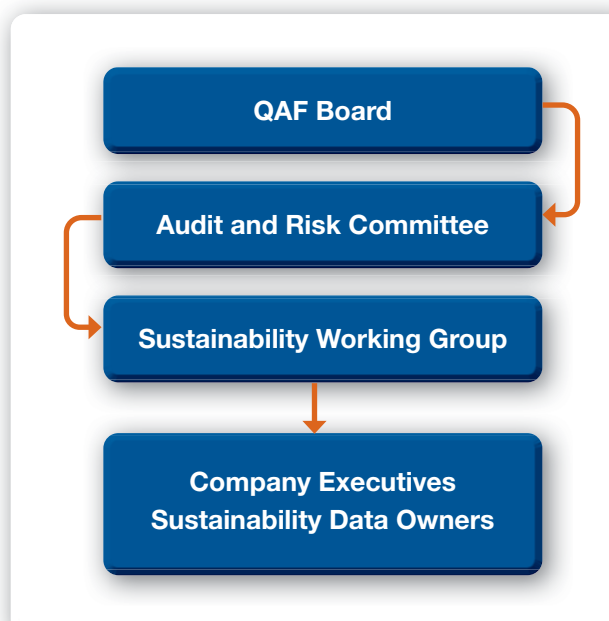 QAF Board
Audit and Risk Committee
Sustainability Working Group
Company Executives
Sustainability Data Owners